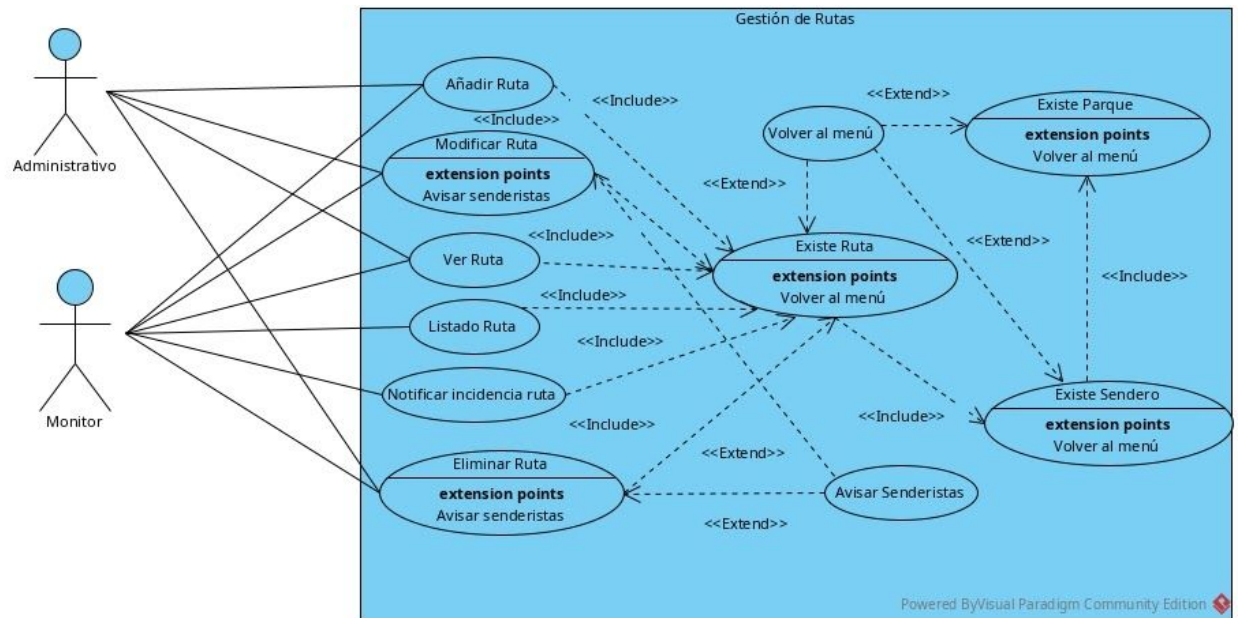 Gestión de Rutas
Administrativo
Monitor
Añadir Ruta
<<Include>>
<<Include>>
Modificar Ruta
extension points
Avisar senderistas
Ver Ruta
<<Include>>
Listado Ruta
<<Include>>
Notificar incidencia ruta
<<Include>>
Eliminar Ruta
extension points
Avisar senderistas
<<Include>>
Volver al menú
<<Extend>>
Existe Parque
extension points
Volver al menú
<<Extend>>
<<Extend>>
Existe Ruta
extension points
Volver al menú
<<Include>>
Existe Sendero
extension points
Volver al menú
<<Include>>
<<Extend>>
Avisar Senderistas
<<Extend>>
Powered ByVisual Paradigm Community Edition